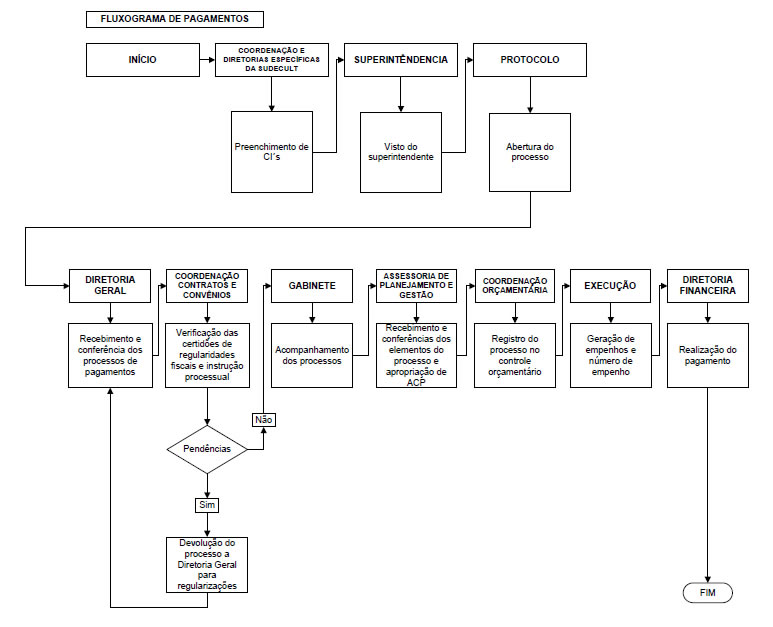 FLUXOGRAMA DE PAGAMENTOS
INÍCIO
COORDENAÇÃO E
DIRETORIAS ESPECÍFICAS
DA SUDECULT
SUPERINTÊNDENCIA
PROTOCOLO
Preenchimento de
CI´s
Visto do
superintendente
Abertura do
processo
DIRETORIA
GERAL
COORDENAÇÃO
CONTRATOS E
CONVÊNIOS
GABINETE
ASSESSORIA DE
PLANEJAMENTO E
GESTÃO
COORDENAÇÃO
ORÇAMENTÁRIA
EXECUÇÃO
DIRETORIA
FINANCEIRA
Recebimento e
conferência dos
processos de
pagamentos
Verificação das
certidões de
regularidades
fiscais e instrução
processual
Acompanhamento
dos processos
Recebimento e
conferências dos
elementos do
processo e
apropriação de
ACP
Registro do
processo no
controle
orçamentário
Geração de
empenhos e
número de
empenho
Realização do
pagamento
Não
Pendências
Sim
Devolução do
processo a
Diretoria Geral
para
regularizações
FIM